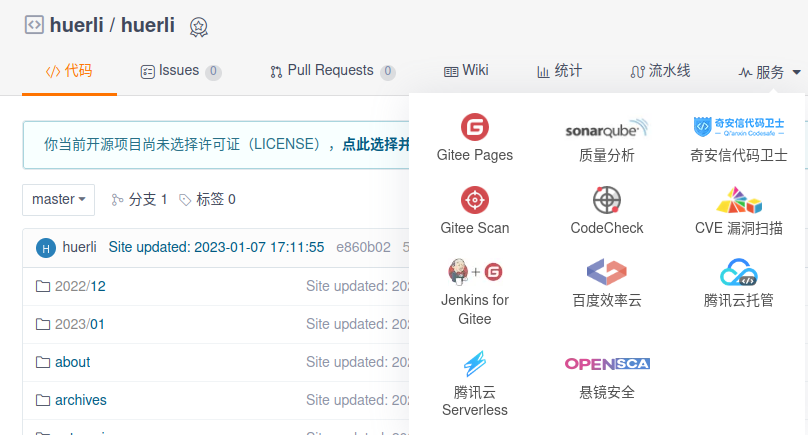 huerli / huerli
代码
Issues 0
Pull Requests 0
Wiki
统计
流水线
服务
你当前开源项目尚未选择许可证（LICENSE），点此选择并
master
分支 1
标签 0
H huerli Site updated: 2023-01-07 17:11:55 e860b02 5
2022/12 Site updated: 202
2023/01 Site updated: 202
about Site updated: 202
archives Site updated: 202
G
Gitee Pages
sonarqube
质量分析
奇安信代码卫士
Qi'anxin Codesafe
奇安信代码卫士
Gitee Scan
CodeCheck
CVE 漏洞扫描
+ G
Jenkins for
Gitee
百度效率云
腾讯云托管
腾讯云
Serverless
OPENSCA
悬镜安全